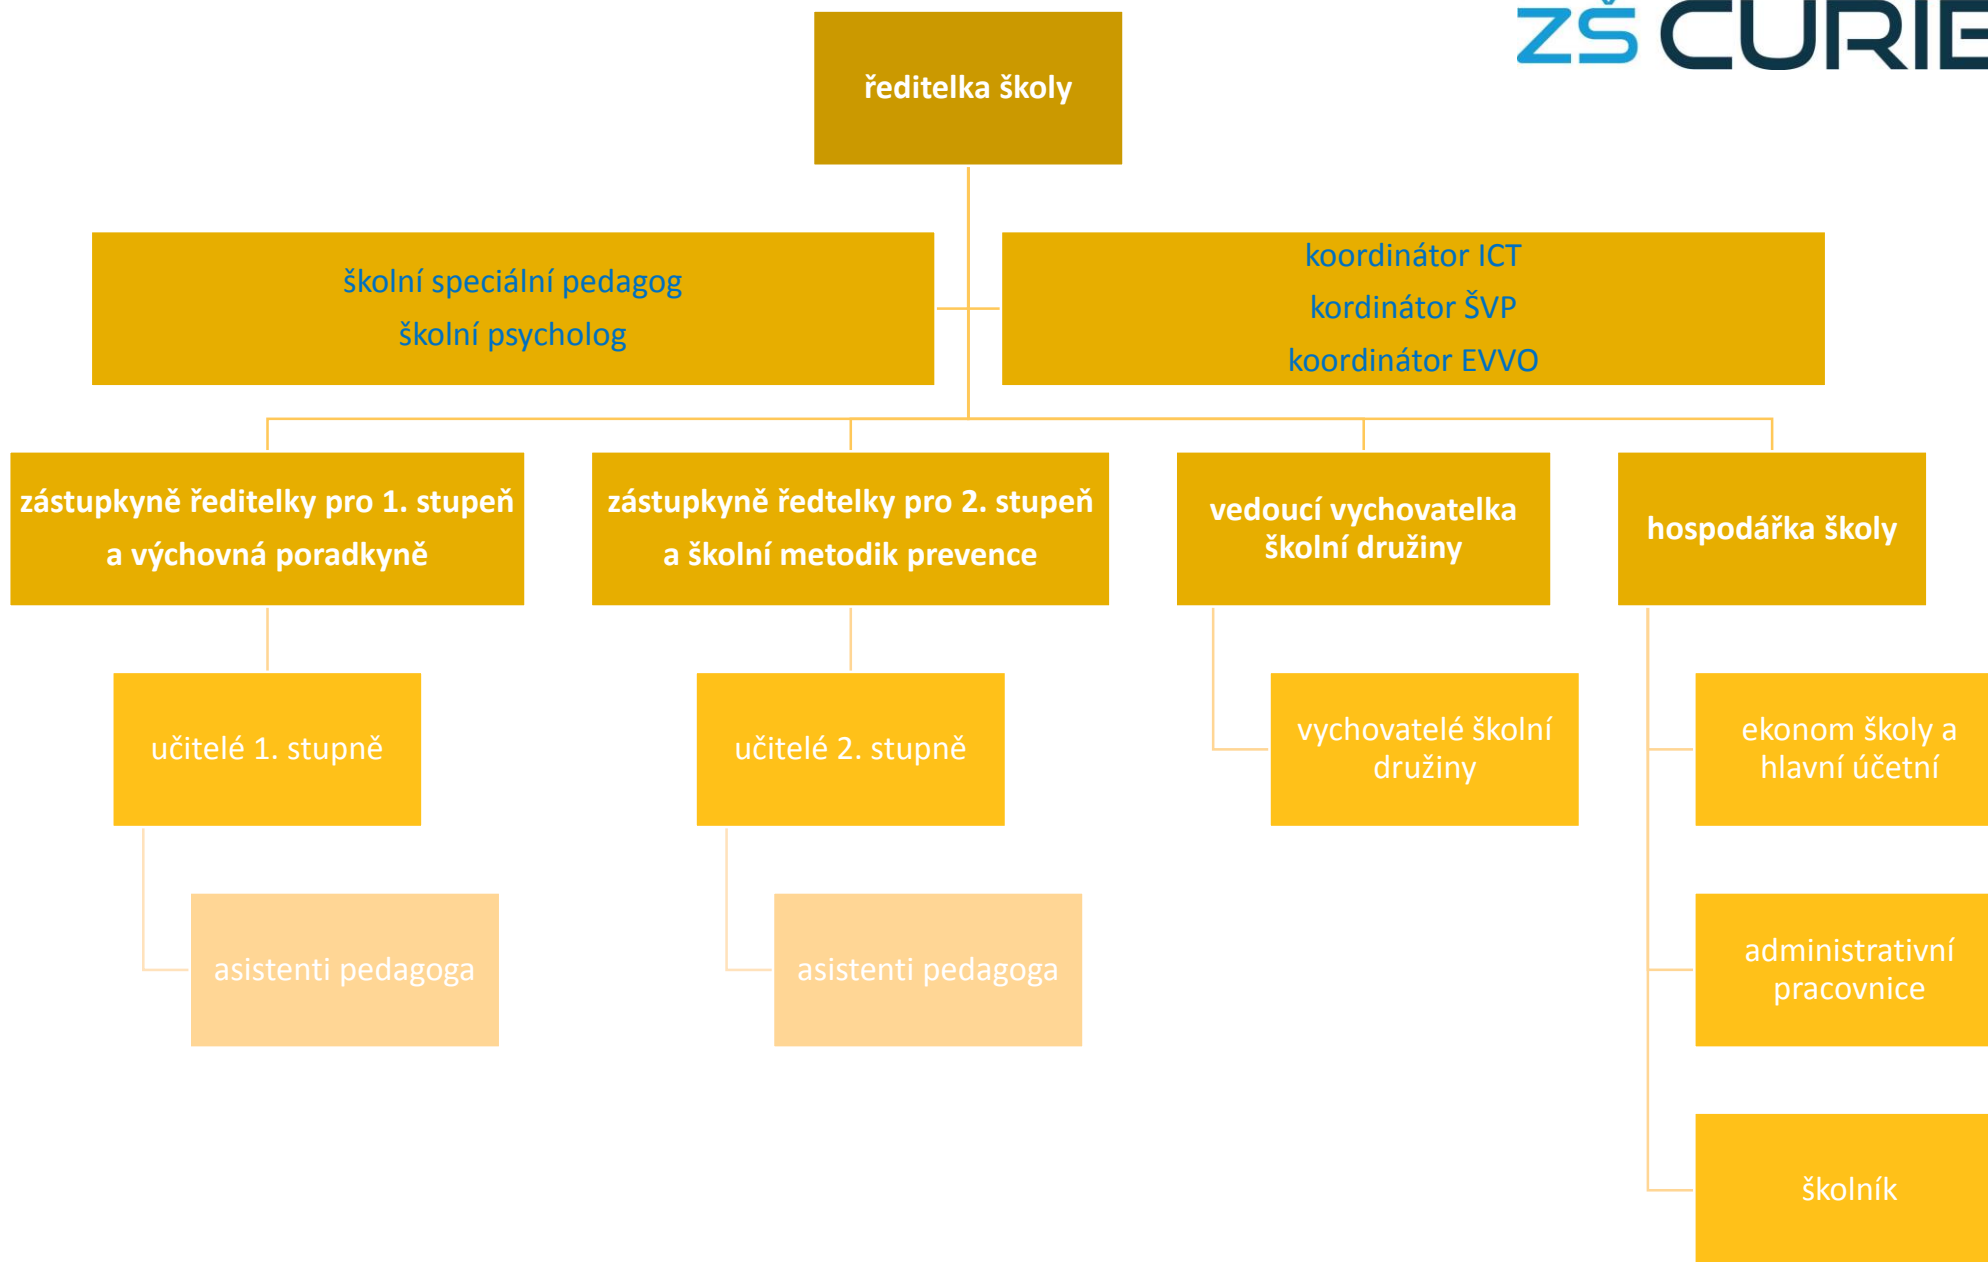 ZŠ CURIE
ředitelka školy
školní speciální pedagog
školní psycholog
koordinátor ICT
kordinátor ŠVP
koordinátor EVVO
zástupkyně ředitelky pro 1. stupeň
a výchovná poradkyně
zástupkyně ředtelky pro 2. stupeň
a školní metodik prevence
vedoucí vychovatelka
školní družiny
hospodářka školy
učitelé 1. stupně
učitelé 2. stupně
vychovatelé školní
družiny
ekonom školy a
hlavní účetní
asistenti pedagoga
asistenti pedagoga
administrativní
pracovnice
školník